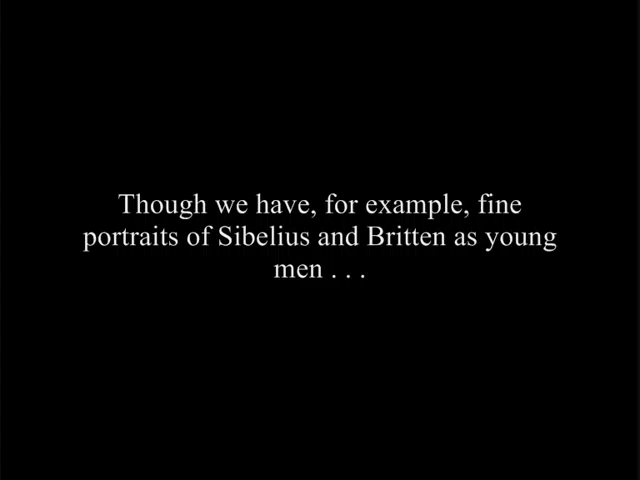 Though we have, for example, fine
portraits of Sibelius and Britten as young
men . . .